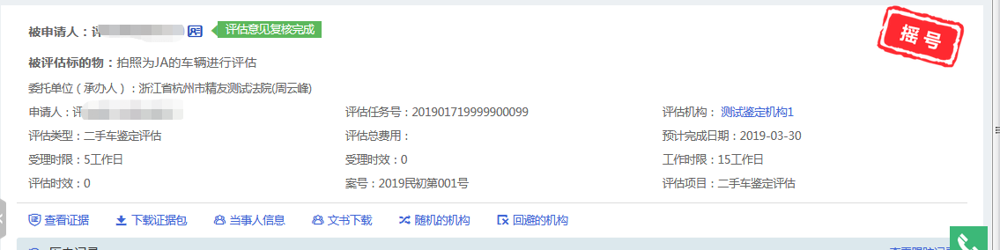 被申请人：评
评估意见复核完成
摇号
被评估标的物：拍照为JA的车辆进行评估
委托单位（承办人）：浙江省杭州市精友测试法院(周云峰)
申请人：评 评估任务号：201901719999900099 评估机构： 测试鉴定机构1
评估类型：二手车鉴定评估 评估总费用： 预计完成日期：2019-03-30
受理时限：5工作日 受理时效：0 工作时限：15工作日
评估时效：0 案号：2019民初第001号 评估项目：二手车鉴定评估
查看证据 下载证据包 当事人信息 文书下载 随机的机构 回避的机构